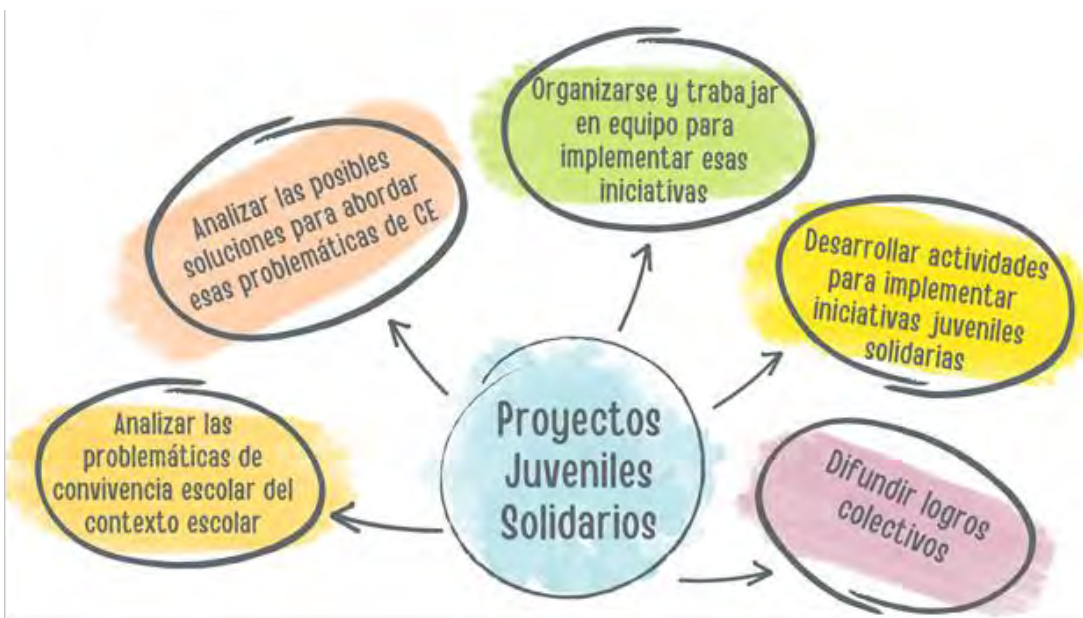 Organizarse y trabajar
en equipo para
implementar esas
iniciativas
Analizar las posibles
soluciones para abordar
esas problemáticas de CE
Desarrollar actividades
para implementar
iniciativas juveniles
solidarias
Analizar las
problemáticas de
convivencia escolar del
contexto escolar
Proyectos
Juveniles
Solidarios
Difundir logros
colectivos